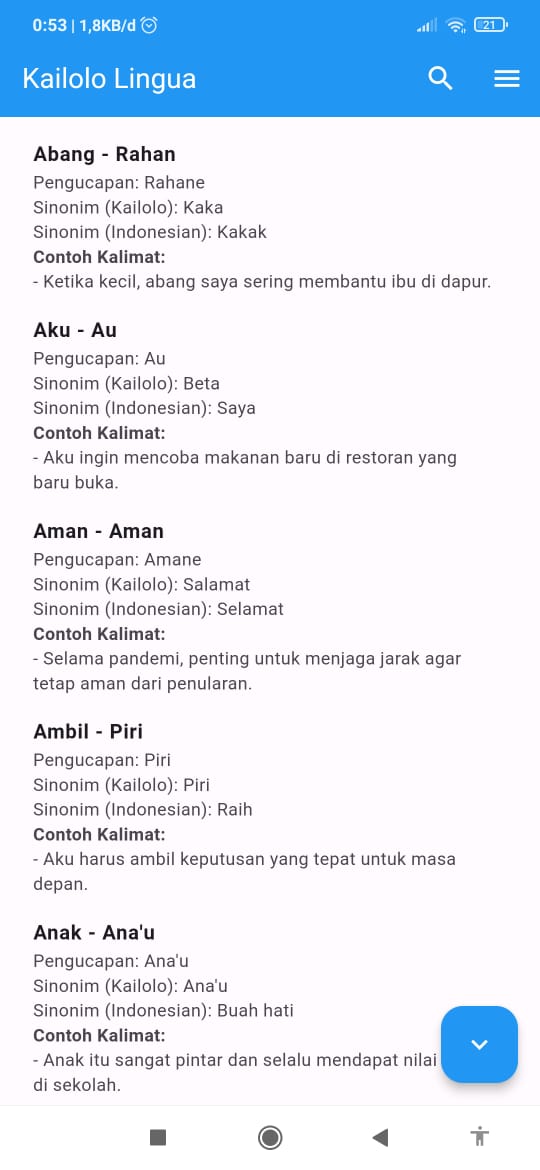 0:53 | 1,8KB/d
21
Kailolo Lingua
Abang - Rahan
Pengucapan: Rahane
Sinonim (Kailolo): Kaka
Sinonim (Indonesian): Kakak
Contoh Kalimat:
- Ketika kecil, abang saya sering membantu ibu di dapur.
Aku - Au
Pengucapan: Au
Sinonim (Kailolo): Beta
Sinonim (Indonesian): Saya
Contoh Kalimat:
- Aku ingin mencoba makanan baru di restoran yang
baru buka.
Aman - Aman
Pengucapan: Amane
Sinonim (Kailolo): Salamat
Sinonim (Indonesian): Selamat
Contoh Kalimat:
- Selama pandemi, penting untuk menjaga jarak agar
tetap aman dari penularan.
Ambil - Piri
Pengucapan: Piri
Sinonim (Kailolo): Piri
Sinonim (Indonesian): Raih
Contoh Kalimat:
- Aku harus ambil keputusan yang tepat untuk masa
depan.
Anak - Ana'u
Pengucapan: Ana'u
Sinonim (Kailolo): Ana'u
Sinonim (Indonesian): Buah hati
Contoh Kalimat:
- Anak itu sangat pintar dan selalu mendapat nilai
di sekolah.